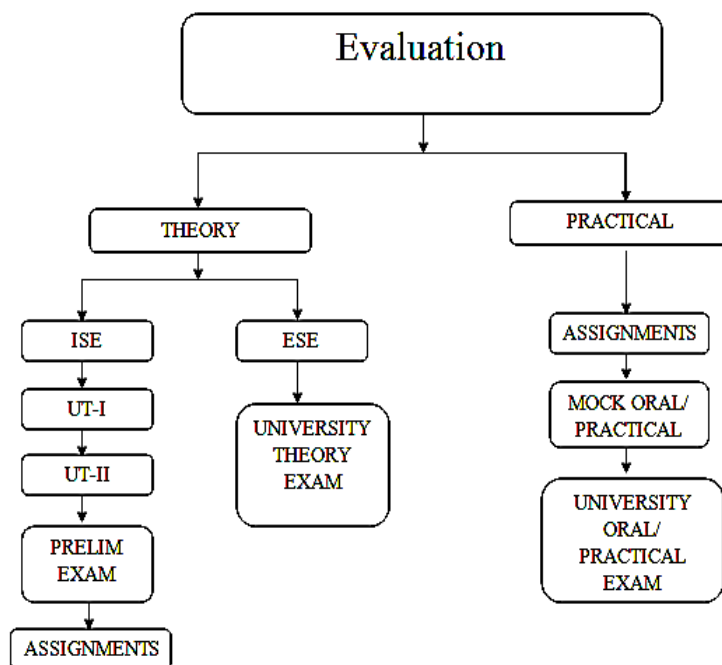 Evaluation
THEORY
PRACTICAL
ISE
ESE
ASSIGNMENTS
UT-I
UNIVERSITY
THEORY
EXAM
MOCK ORAL/
PRACTICAL
UT-II
PRELIM
EXAM
UNIVERSITY
ORAL/
PRACTICAL
EXAM
ASSIGNMENTS